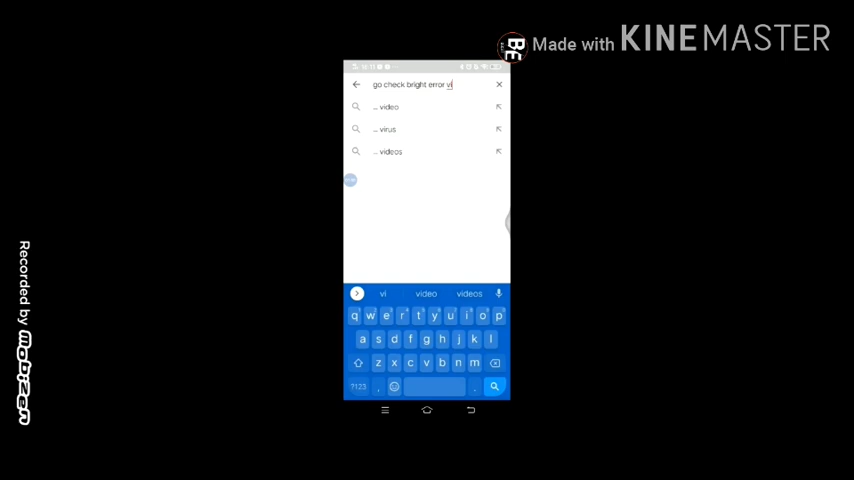 Made with KINEMASTER
go check bright error vi
... video
... virus
... videos
vi video videos
q w e r t y u i o p
a s d f g h j k l
z x c v b n m
?123 , .
Recorded by mobizen